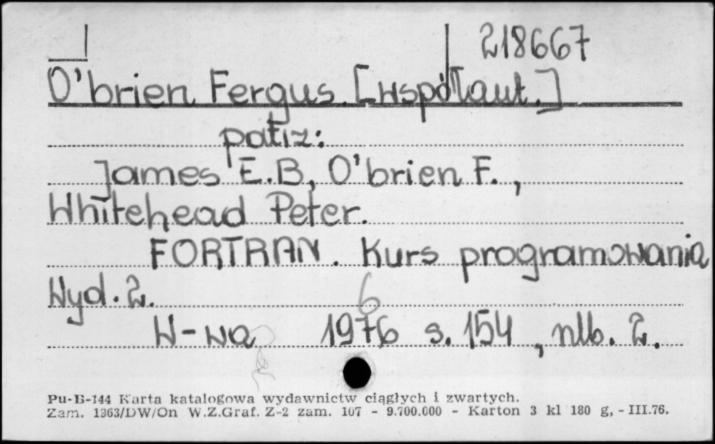 218667
O'brien Fergus. [współaut.]
patrz:
James E.B., O'brien F.,
Whitehead Peter.
FORTRAN. Kurs programowania
Wyd. 2.
6
W-wa 1976 s. 154, nlb. 2.
Pu-B-144 Karta katalogowa wydawnictw ciągłych i zwartych.
Zam. 1363/DW/On W.Z.Graf. Z-2 zam. 107 - 9.700.000 - Karton 3 kl 180 g, - III.76.